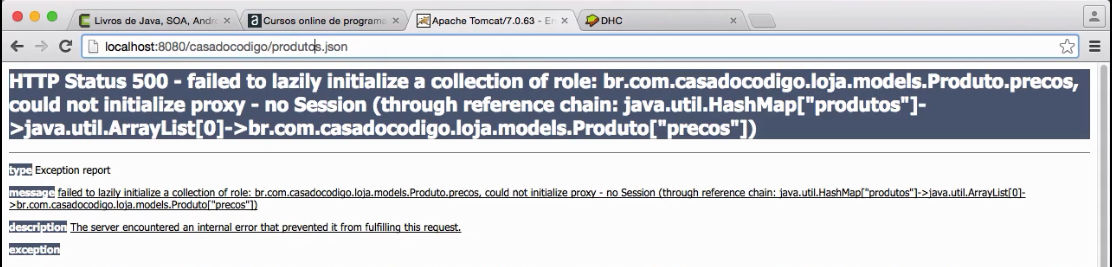 Livros de Java, SOA, Andro
Cursos online de programa
Apache Tomcat/7.0.63 - En
DHC
localhost:8080/casadocodigo/produtos.json
HTTP Status 500 - failed to lazily initialize a collection of role: br.com.casadocodigo.loja.models.Produto.precos,
could not initialize proxy - no Session (through reference chain: java.util.HashMap["produtos"]-
>java.util.ArrayList[0]->br.com.casadocodigo.loja.models.Produto["precos"])
type Exception report
message failed to lazily initialize a collection of role: br.com.casadocodigo.loja.models.Produto.precos, could not initialize proxy - no Session (through reference chain: java.util.HashMap["produtos"]->java.util.ArrayList[0]-
>br.com.casadocodigo.loja.models.Produto["precos"])
description The server encountered an internal error that prevented it from fulfilling this request.
exception